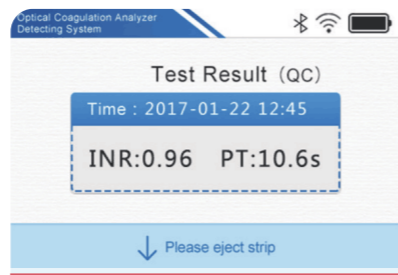 Optical Coagulation Analyzer
Detecting System
Test Result (QC)
Time : 2017-01-22 12:45
INR:0.96 PT:10.6s
Please eject strip